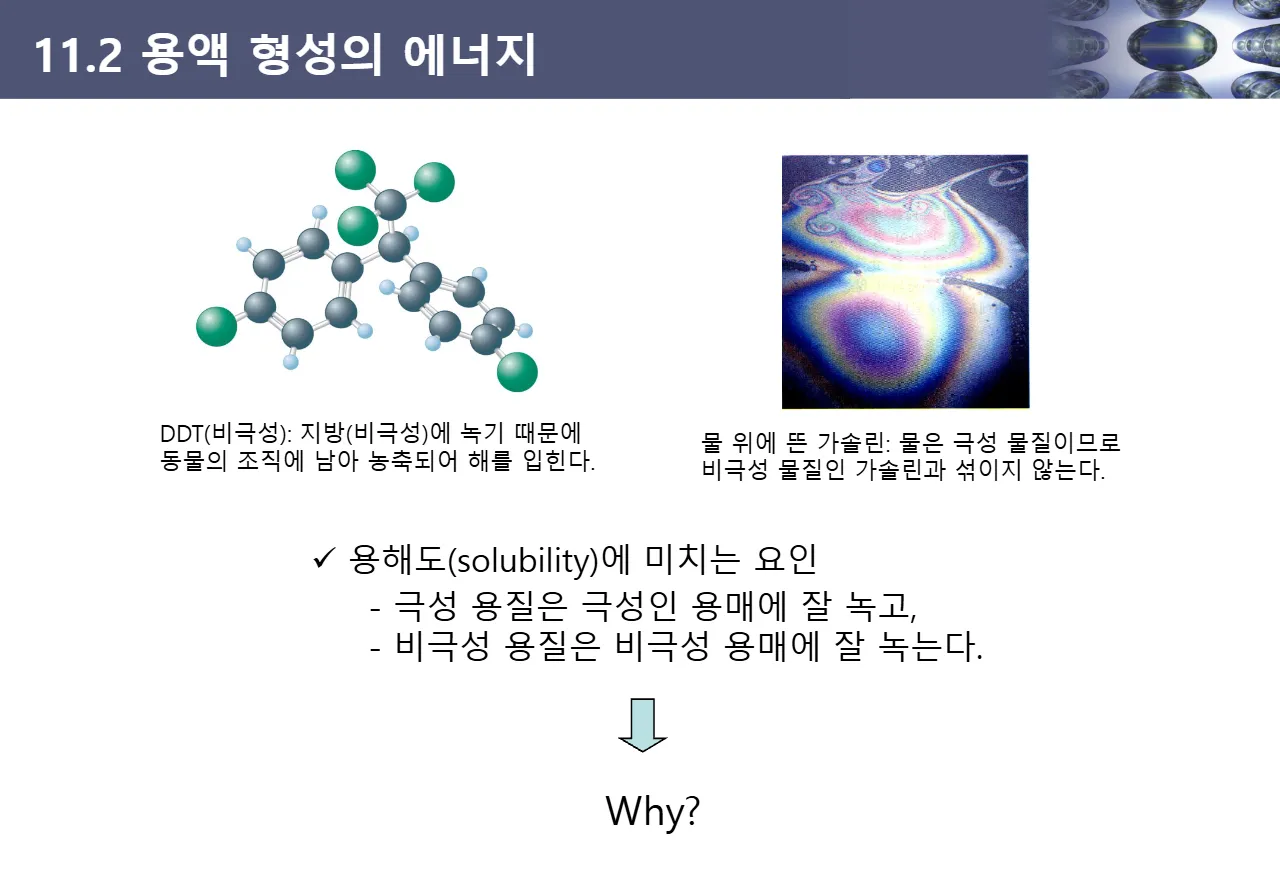 11.2 용액 형성의 에너지
DDT(비극성): 지방(비극성)에 녹기 때문에
동물의 조직에 남아 농축되어 해를 입힌다.
물 위에 뜬 가솔린: 물은 극성 물질이므로
비극성 물질인 가솔린과 섞이지 않는다.
✓ 용해도(solubility)에 미치는 요인
- 극성 용질은 극성인 용매에 잘 녹고,
- 비극성 용질은 비극성 용매에 잘 녹는다.
Why?